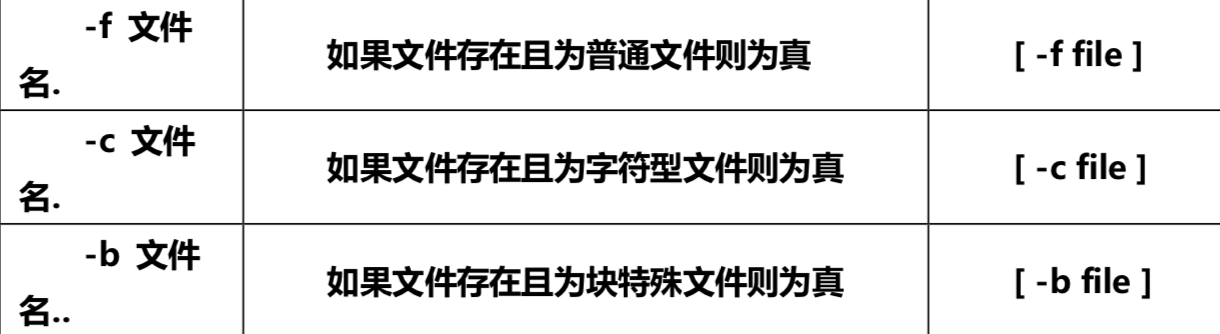 -f 文件
名.
如果文件存在且为普通文件则为真
[ -f file ]
-c 文件
名.
如果文件存在且为字符型文件则为真
[ -c file ]
-b 文件
名..
如果文件存在且为块特殊文件则为真
[ -b file ]